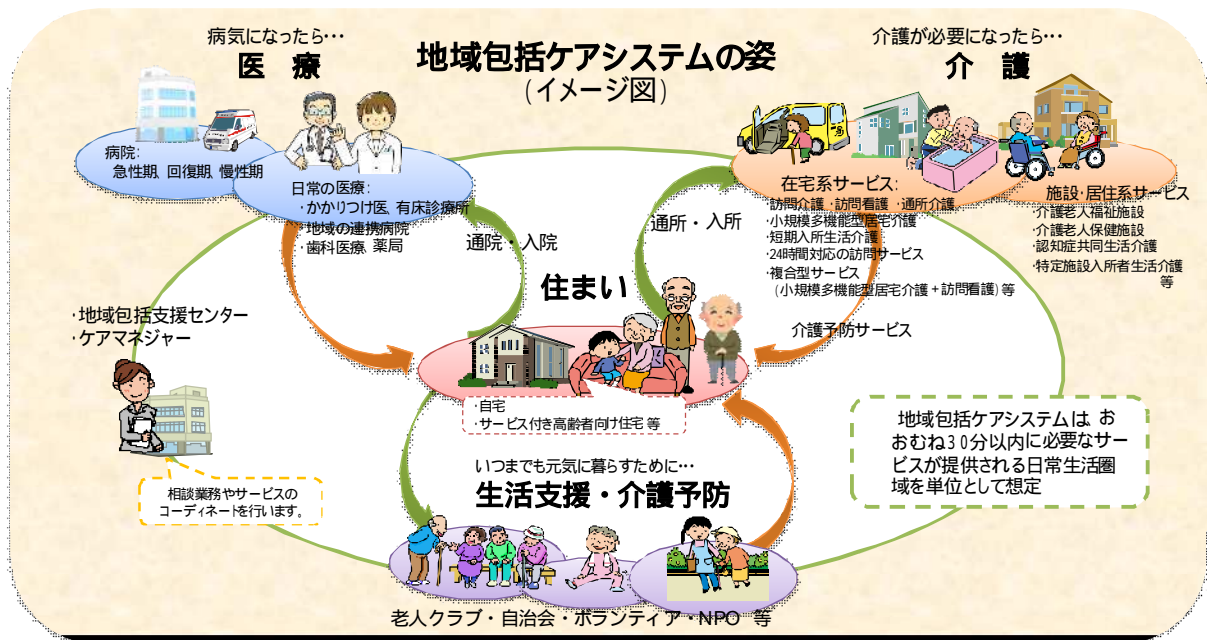 地域包括ケアシステムの姿
(イメージ図)
病気になったら･･･
医　療
病院:
急性期、回復期、慢性期
日常の医療:
・かかりつけ医、有床診療所
・地域の連携病院
・歯科医療、薬局
通院・入院
介護が必要になったら･･･
介　護
在宅系サービス:
・訪問介護 ・訪問看護 ・通所介護
・小規模多機能型居宅介護
・短期入所生活介護
・24時間対応の訪問サービス
・複合型サービス
(小規模多機能型居宅介護＋訪問看護) 等
介護予防サービス
施設・居住系サービス
・介護老人福祉施設
・介護老人保健施設
・認知症共同生活介護
・特定施設入所者生活介護
等
通所・入所
住まい
・自宅
・サービス付き高齢者向け住宅 等
・地域包括支援センター
・ケアマネジャー
相談業務やサービスの
コーディネートを行います。
いつまでも元気に暮らすために･･･
生活支援・介護予防
老人クラブ・自治会・ボランティア・NPO 等
地域包括ケアシステムは、お
おむね30分以内に必要なサー
ビスが提供される日常生活圏
域を単位として想定